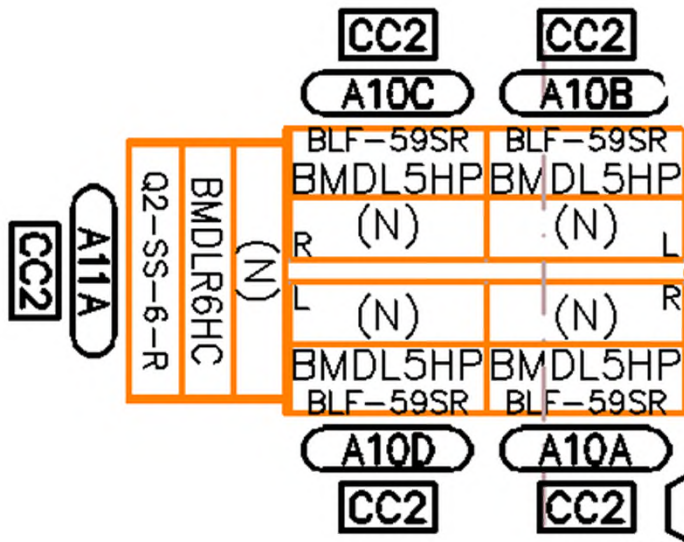 CC2
CC2
A10C
A10B
BLF-59SR
BLF-59SR
BMDL5HP
BMDL5HP
(N)
(N)
R
L
CC2
A11A
Q2-SS-6-R
BMDLR6HC
(N)
L
R
(N)
(N)
BMDL5HP
BMDL5HP
BLF-59SR
BLF-59SR
A10D
A10A
CC2
CC2